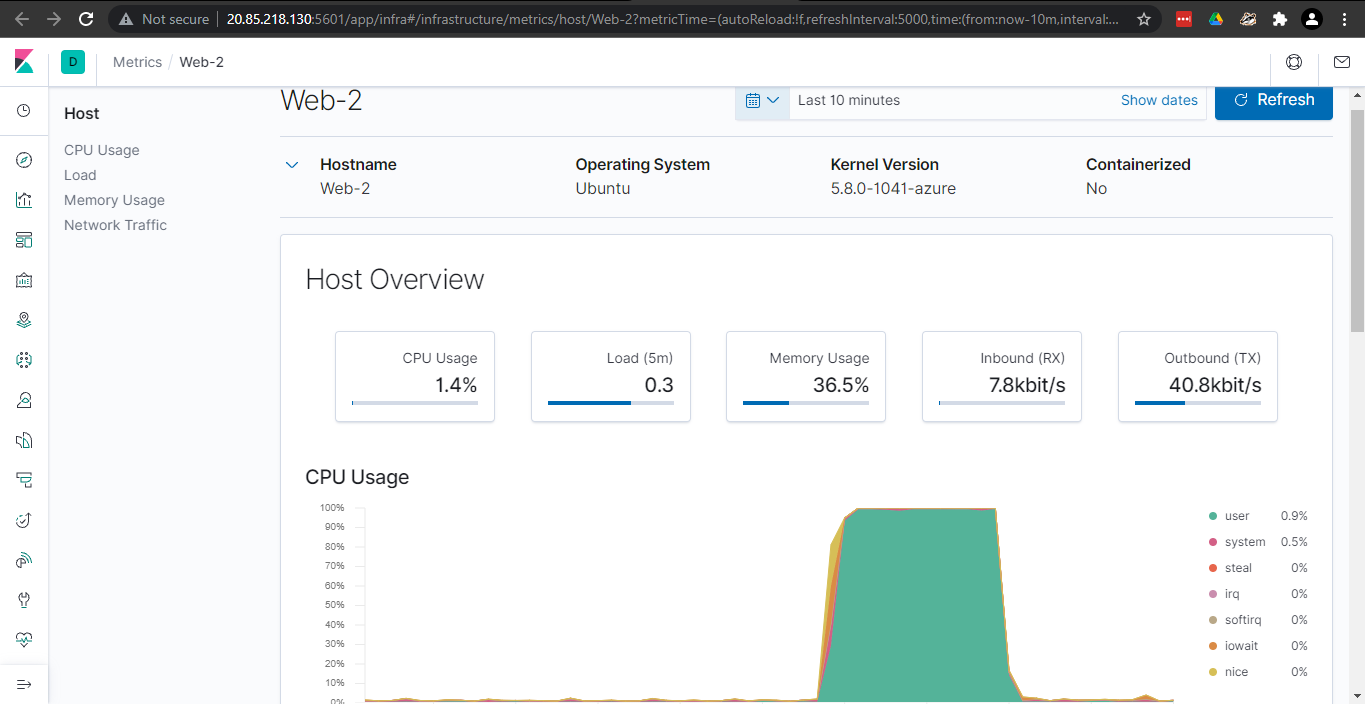 Not secure
20.85.218.130:5601/app/infra#/infrastructure/metrics/host/Web-2?metricTime=(autoReload:!f,refreshInterval:5000,time:(from:now-10m,interval:...
D
Metrics / Web-2
Host
CPU Usage
Load
Memory Usage
Network Traffic
Web-2
Last 10 minutes
Show dates
Refresh
Hostname
Web-2
Operating System
Ubuntu
Kernel Version
5.8.0-1041-azure
Containerized
No
Host Overview
CPU Usage
1.4%
Load (5m)
0.3
Memory Usage
36.5%
Inbound (RX)
7.8kbit/s
Outbound (TX)
40.8kbit/s
CPU Usage
100%
90%
80%
70%
60%
50%
40%
30%
20%
10%
0%
user 0.9%
system 0.5%
steal 0%
irq 0%
softirq 0%
iowait 0%
nice 0%